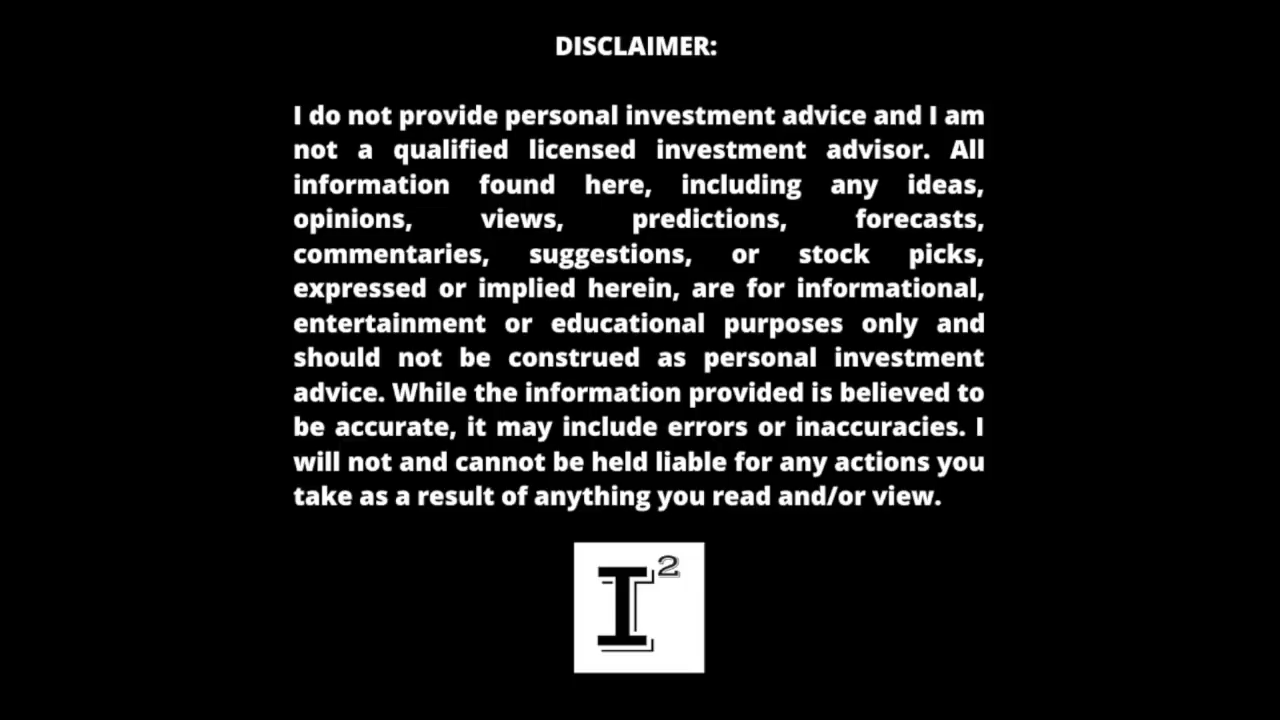 DISCLAIMER:
I do not provide personal investment advice and I am
not a qualified licensed investment advisor. All
information found here, including any ideas,
opinions, views, predictions, forecasts,
commentaries, suggestions, or stock picks,
expressed or implied herein, are for informational,
entertainment or educational purposes only and
should not be construed as personal investment
advice. While the information provided is believed to
be accurate, it may include errors or inaccuracies. I
will not and cannot be held liable for any actions you
take as a result of anything you read and/or view.
I²